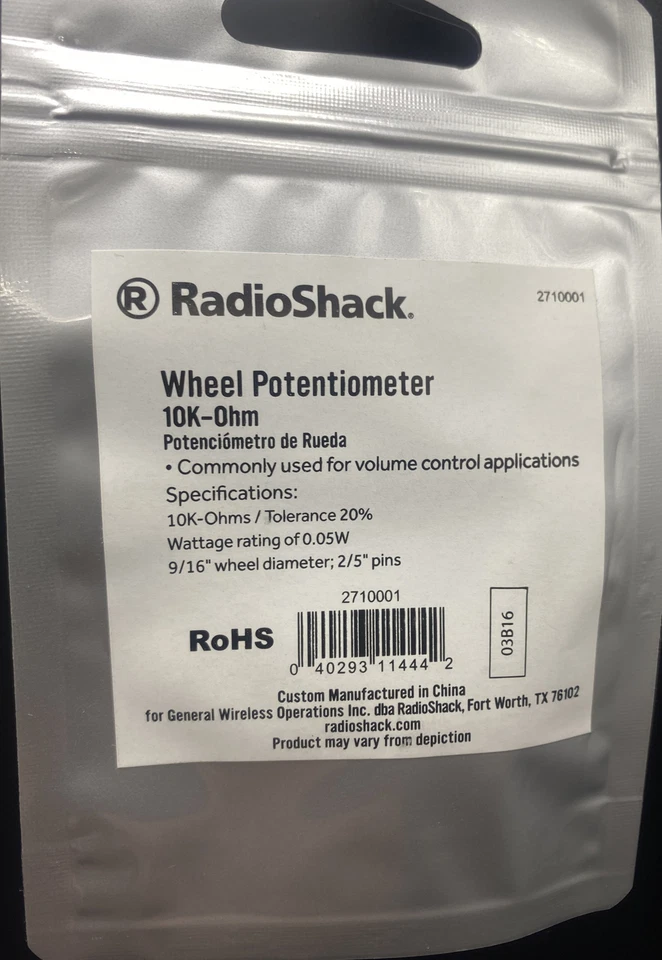 ® RadioShack.
2710001
Wheel Potentiometer
10K-Ohm
Potenciómetro de Rueda
• Commonly used for volume control applications
Specifications:
10K-Ohms / Tolerance 20%
Wattage rating of 0.05W
9/16" wheel diameter; 2/5" pins
2710001
RoHS
0 40293 11444 2
03B16
Custom Manufactured in China
for General Wireless Operations Inc. dba RadioShack, Fort Worth, TX 76102
radioshack.com
Product may vary from depiction